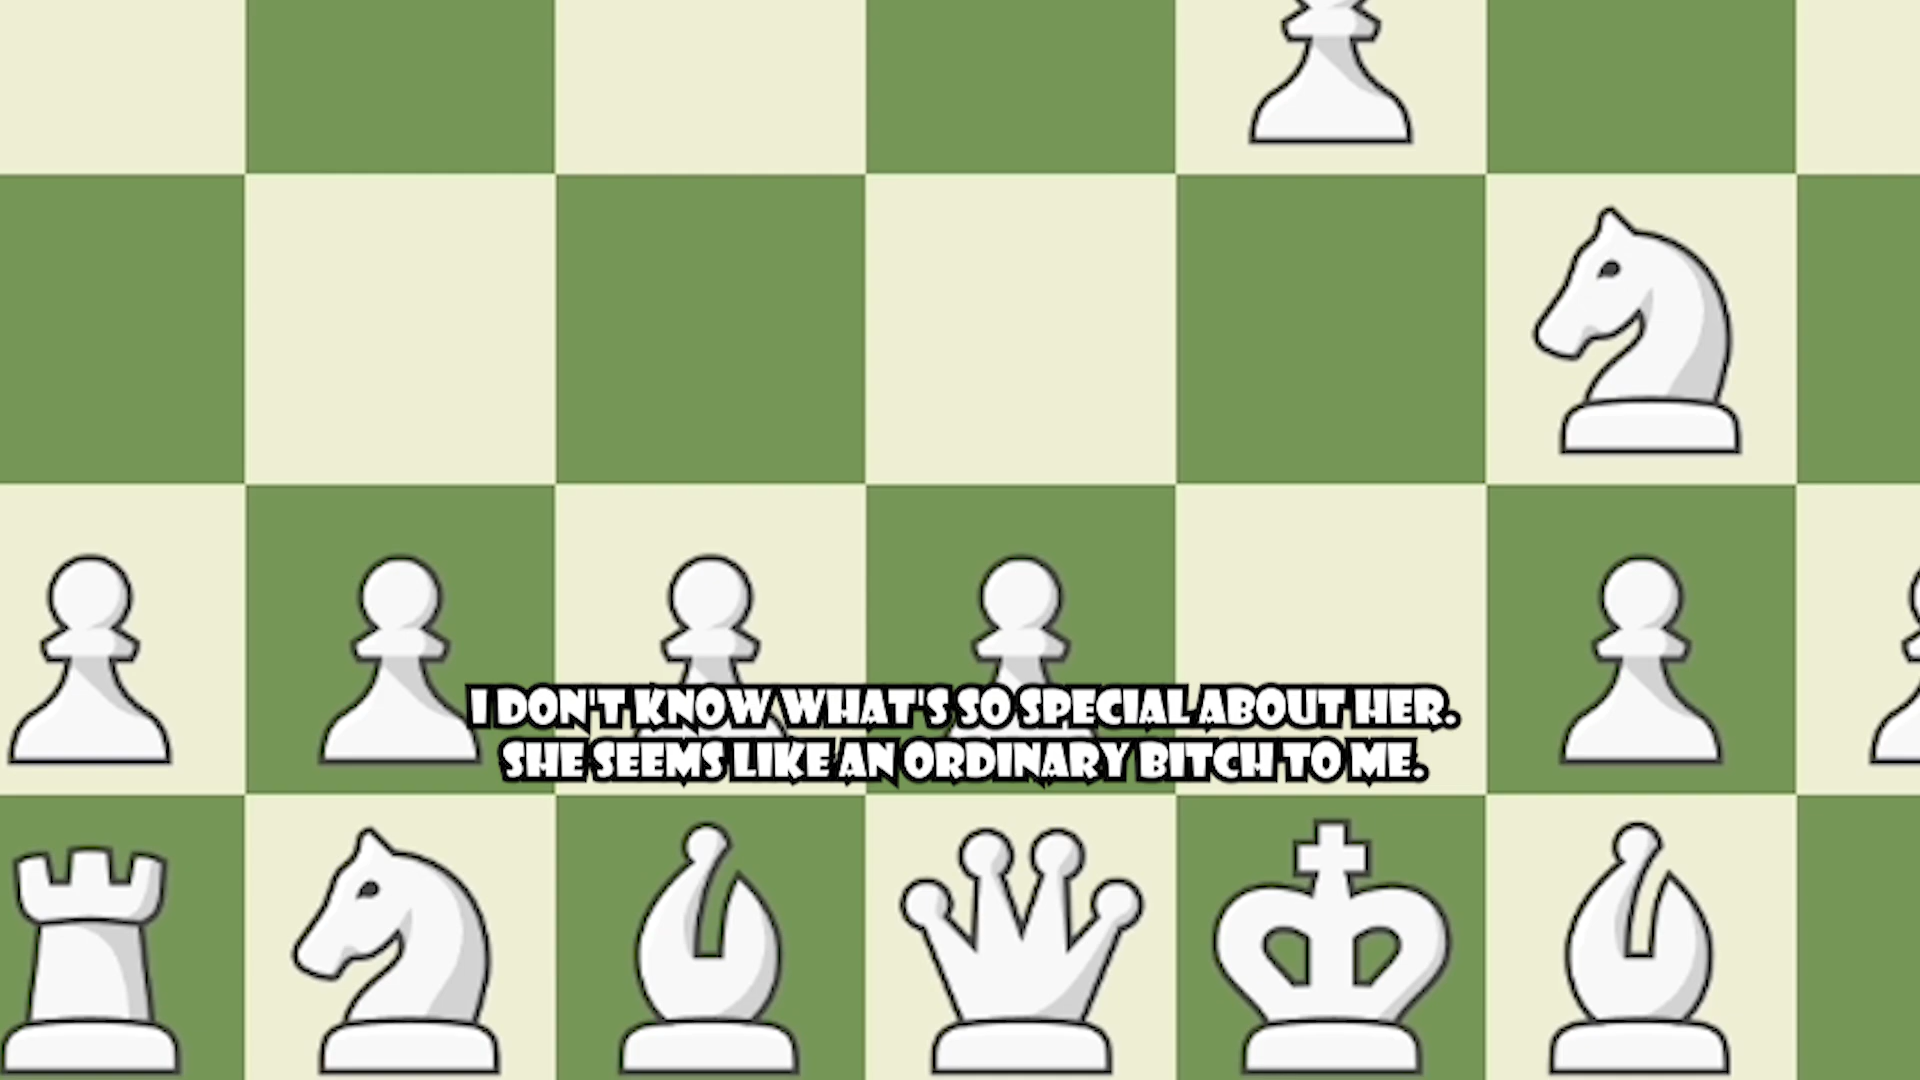 I DON'T KNOW WHAT'S SO SPECIAL ABOUT HER.
SHE SEEMS LIKE AN ORDINARY BITCH TO ME.